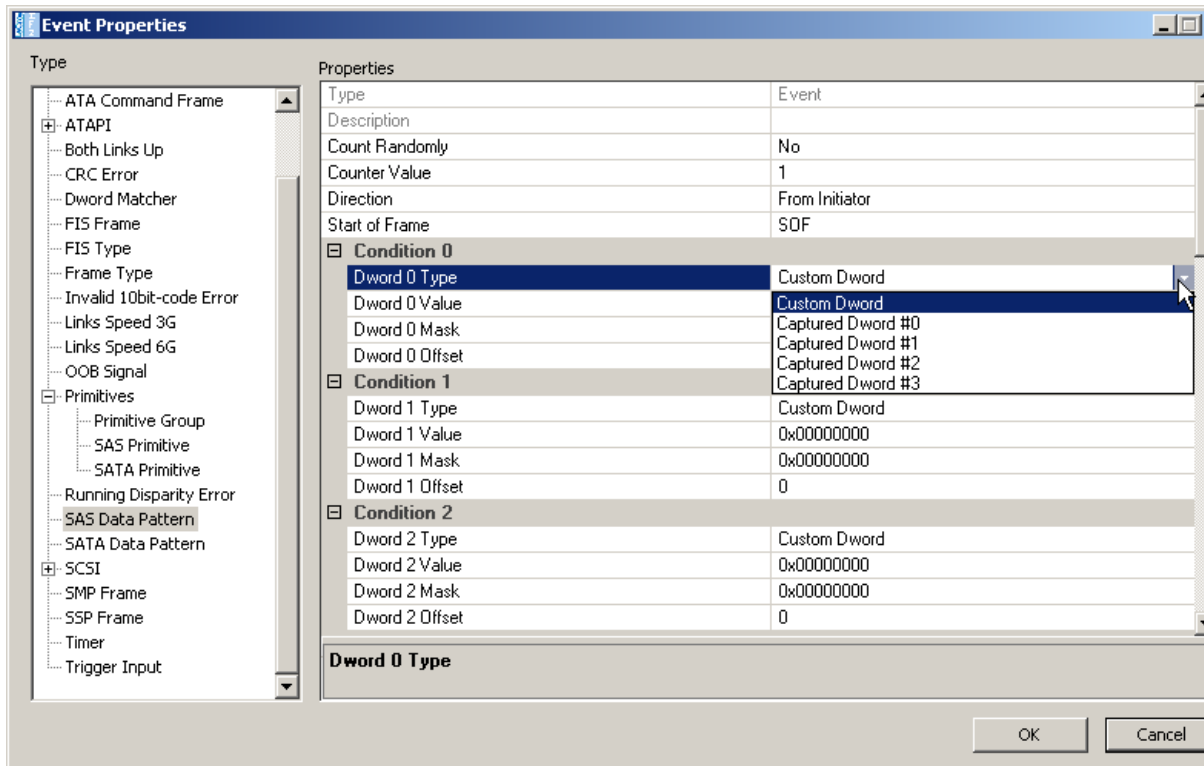 Event Properties
Type
ATA Command Frame
ATAPI
Both Links Up
CRC Error
Dword Matcher
FIS Frame
FIS Type
Frame Type
Invalid 10bit-code Error
Links Speed 3G
Links Speed 6G
OOB Signal
Primitives
Primitive Group
SAS Primitive
SATA Primitive
Running Disparity Error
SAS Data Pattern
SATA Data Pattern
SCSI
SMP Frame
SSP Frame
Timer
Trigger Input
Properties
Type Event
Description
Count Randomly No
Counter Value 1
Direction From Initiator
Start of Frame SOF
Condition 0
Dword 0 Type Custom Dword
Dword 0 Value
Dword 0 Mask
Dword 0 Offset
Custom Dword
Captured Dword #0
Captured Dword #1
Captured Dword #2
Captured Dword #3
Condition 1
Dword 1 Type Custom Dword
Dword 1 Value 0x00000000
Dword 1 Mask 0x00000000
Dword 1 Offset 0
Condition 2
Dword 2 Type Custom Dword
Dword 2 Value 0x00000000
Dword 2 Mask 0x00000000
Dword 2 Offset 0
Dword 0 Type
OK Cancel